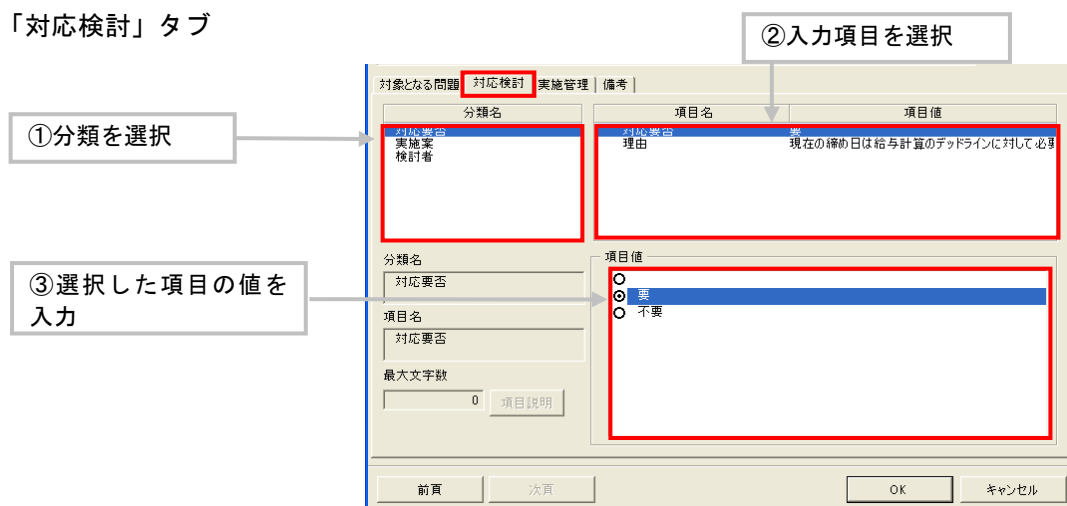 「対応検討」タブ
②入力項目を選択
対象となる問題 対応検討 実施管理 備考
分類名 項目名 項目値
①分類を選択
対応要否 対応要否 要
実施案 理由 現在の締め日は給与計算のデッドラインに対して必要
検討者
分類名 項目値
対応要否
③選択した項目の値を
入力
要
不要
項目名
対応要否
最大文字数
0 項目説明
前頁 次頁 OK キャンセル